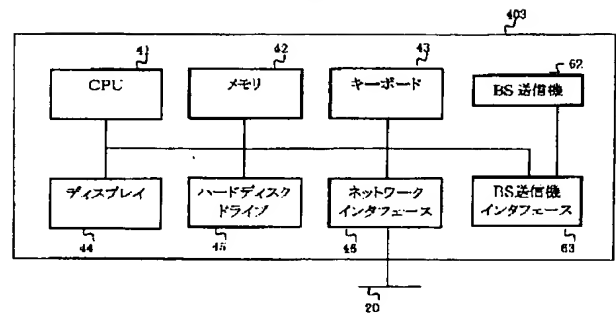 403
41
42
43
62
CPU
メモリ
キーボード
BS 送信機
ディスプレイ
ハードディスク
ドライブ
ネットワーク
インタフェース
BS送信機
インタフェース
44
45
46
63
20